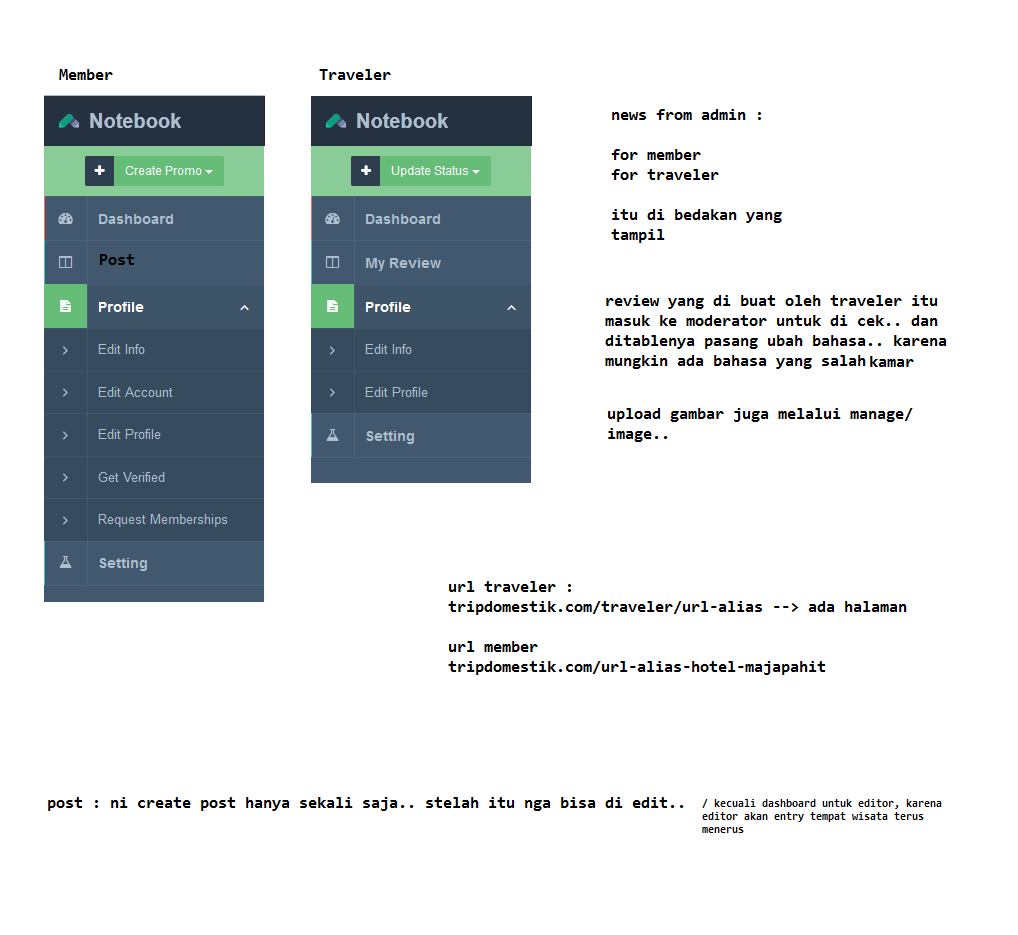 Member
Notebook
Create Promo
Dashboard
Post
Profile
Edit Info
Edit Account
Edit Profile
Get Verified
Request Memberships
Setting
Traveler
Notebook
Update Status
Dashboard
My Review
Profile
Edit Info
Edit Profile
Setting
news from admin :
for member
for traveler
itu di bedakan yang
tampil
review yang di buat oleh traveler itu
masuk ke moderator untuk di cek.. dan
ditablenya pasang ubah bahasa.. karena
mungkin ada bahasa yang salah kamar
upload gambar juga melalui manage/
image..
url traveler :
tripdomestik.com/traveler/url-alias --> ada halaman
url member
tripdomestik.com/url-alias-hotel-majapahit
post : ni create post hanya sekali saja.. stelah itu nga bisa di edit..
/ kecuali dashboard untuk editor, karena
editor akan entry tempat wisata terus
menerus